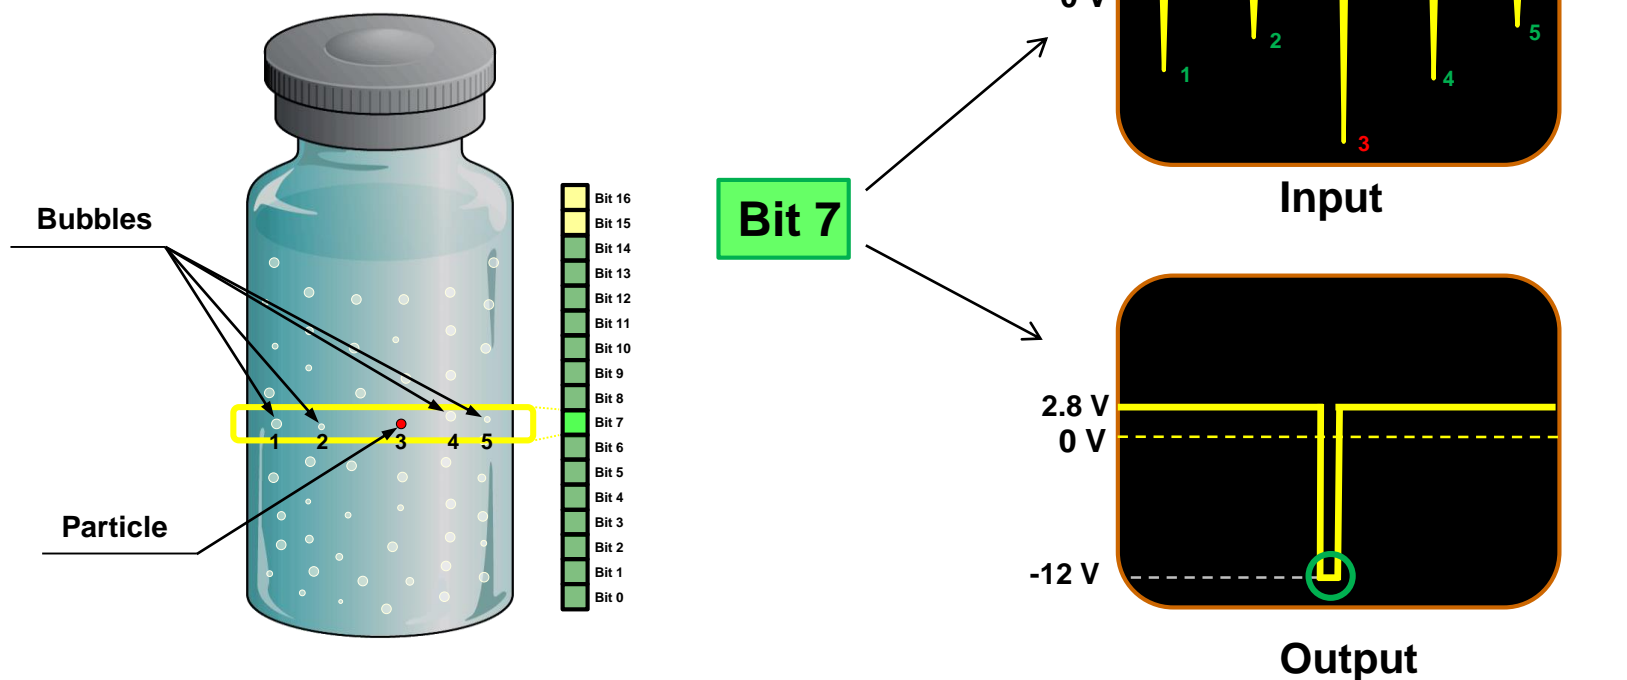 0 V
1
2
3
4
5
Input
Bubbles
Particle
1
2
3
4
5
Bit 16
Bit 15
Bit 14
Bit 13
Bit 12
Bit 11
Bit 10
Bit 9
Bit 8
Bit 7
Bit 6
Bit 5
Bit 4
Bit 3
Bit 2
Bit 1
Bit 0
Bit 7
2.8 V
0 V
-12 V
Output